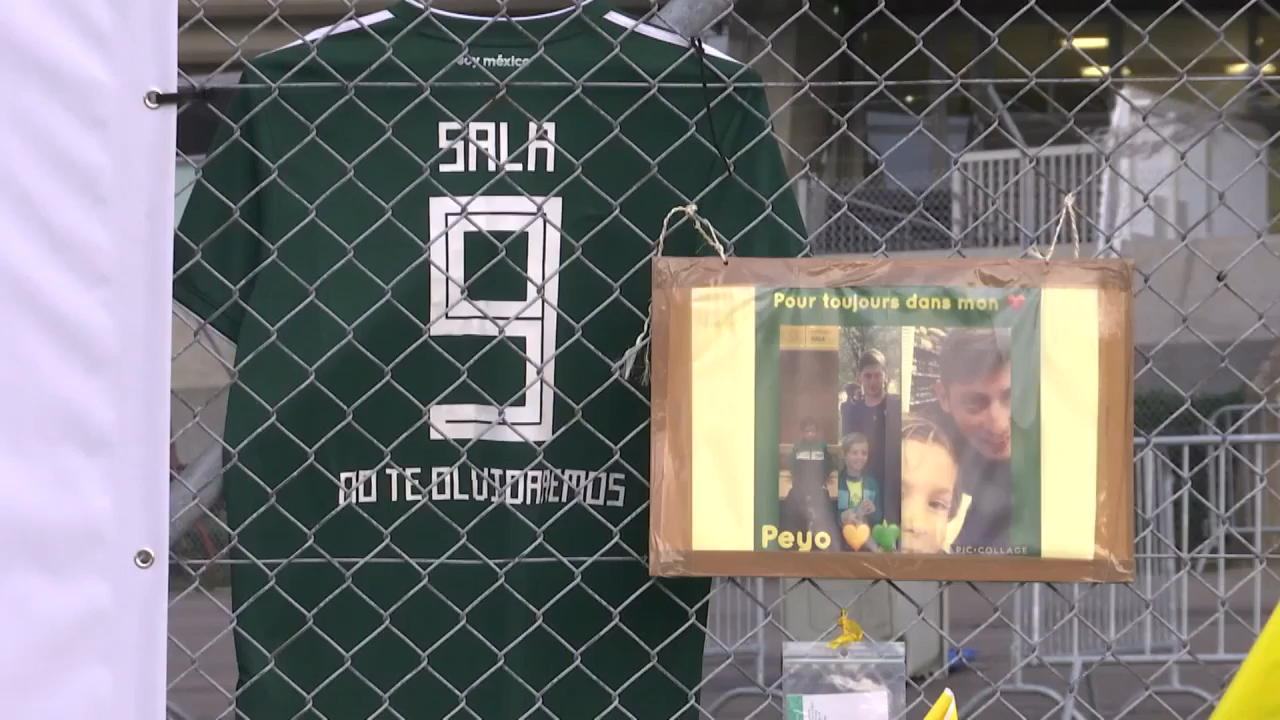 soy méxico
SALA
9
NO TE OLVIDAREMOS
Pour toujours dans mon
Peyo
PIC•COLLAGE